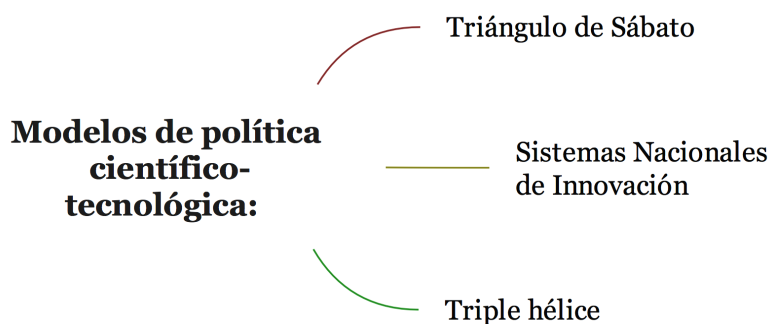 Modelos de política
científico-
tecnológica:
Triángulo de Sábato
Sistemas Nacionales
de Innovación
Triple hélice